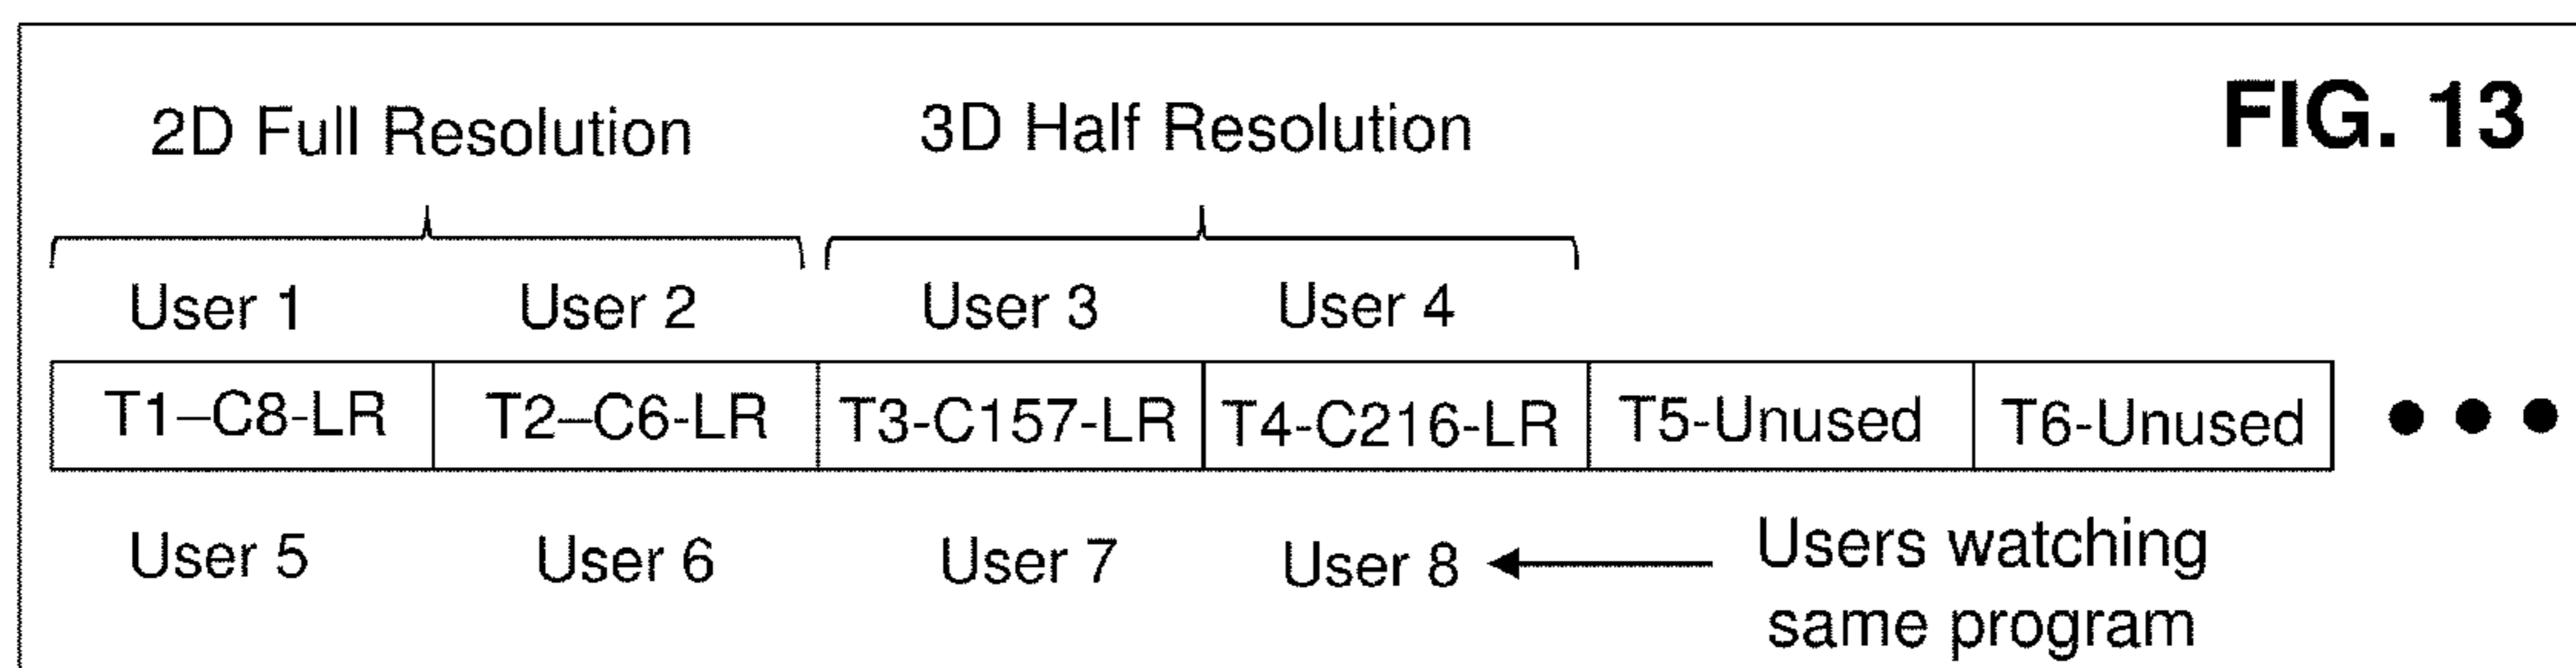 FIG. 13
2D Full Resolution 3D Half Resolution
User 1 User 2 User 3 User 4
T1–C8-LR T2–C6-LR T3-C157-LR T4-C216-LR T5-Unused T6-Unused
User 5 User 6 User 7 User 8 Users watching
same program